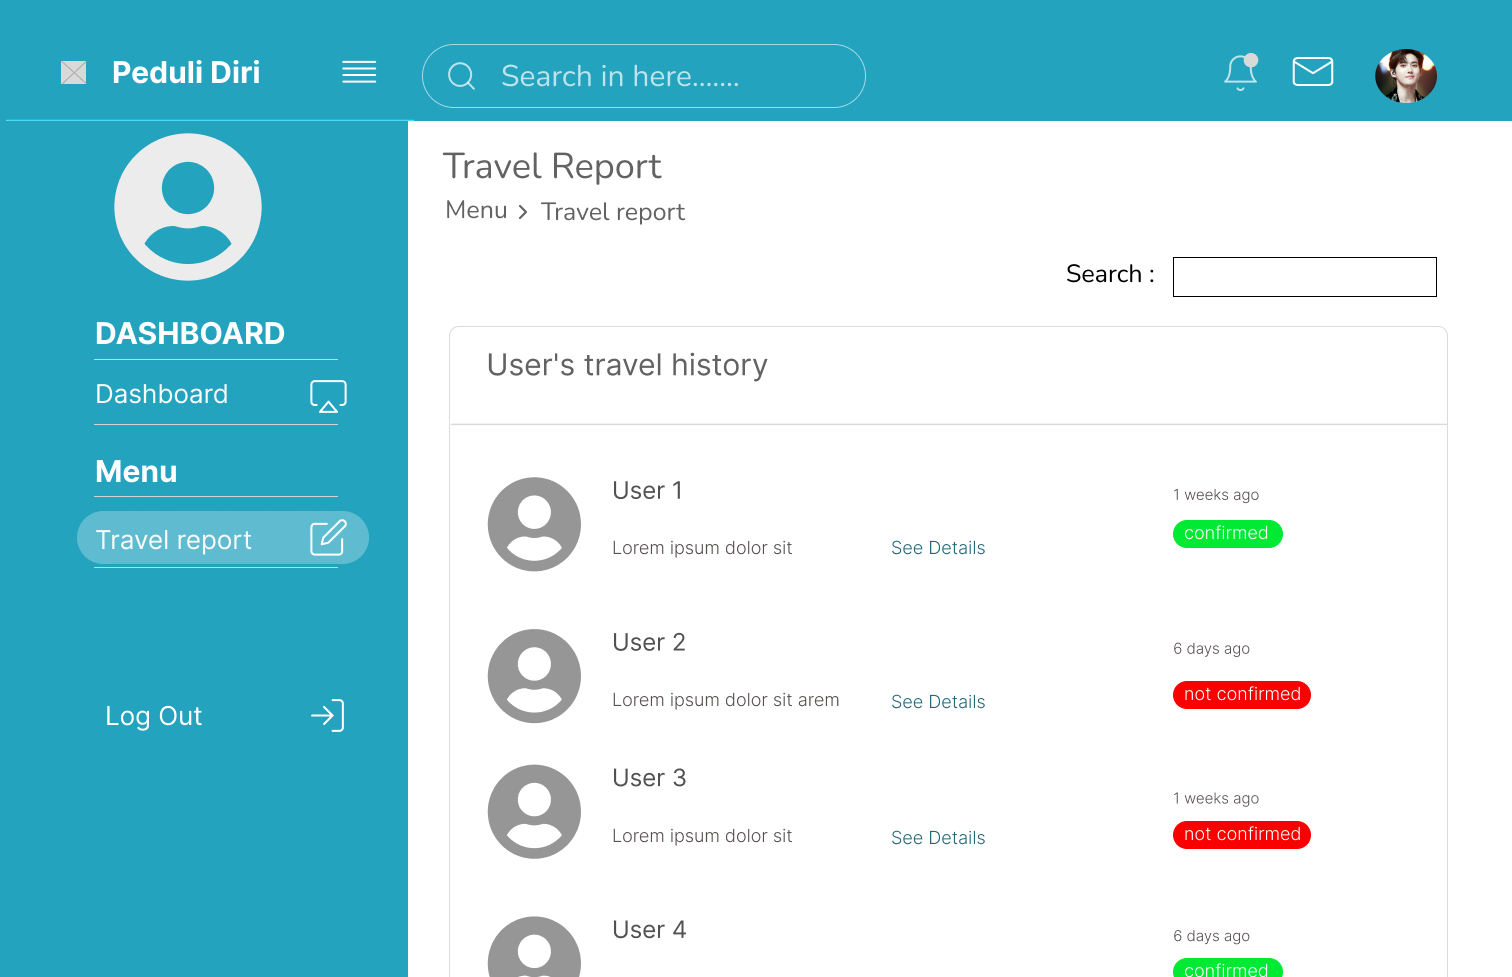 Peduli Diri
Search in here.......
Travel Report
Menu > Travel report
Search :
DASHBOARD
Dashboard
Menu
Travel report
Log Out
User's travel history
User 1
1 weeks ago
Lorem ipsum dolor sit
See Details
confirmed
User 2
6 days ago
Lorem ipsum dolor sit arem
See Details
not confirmed
User 3
1 weeks ago
Lorem ipsum dolor sit
See Details
not confirmed
User 4
6 days ago
confirmed